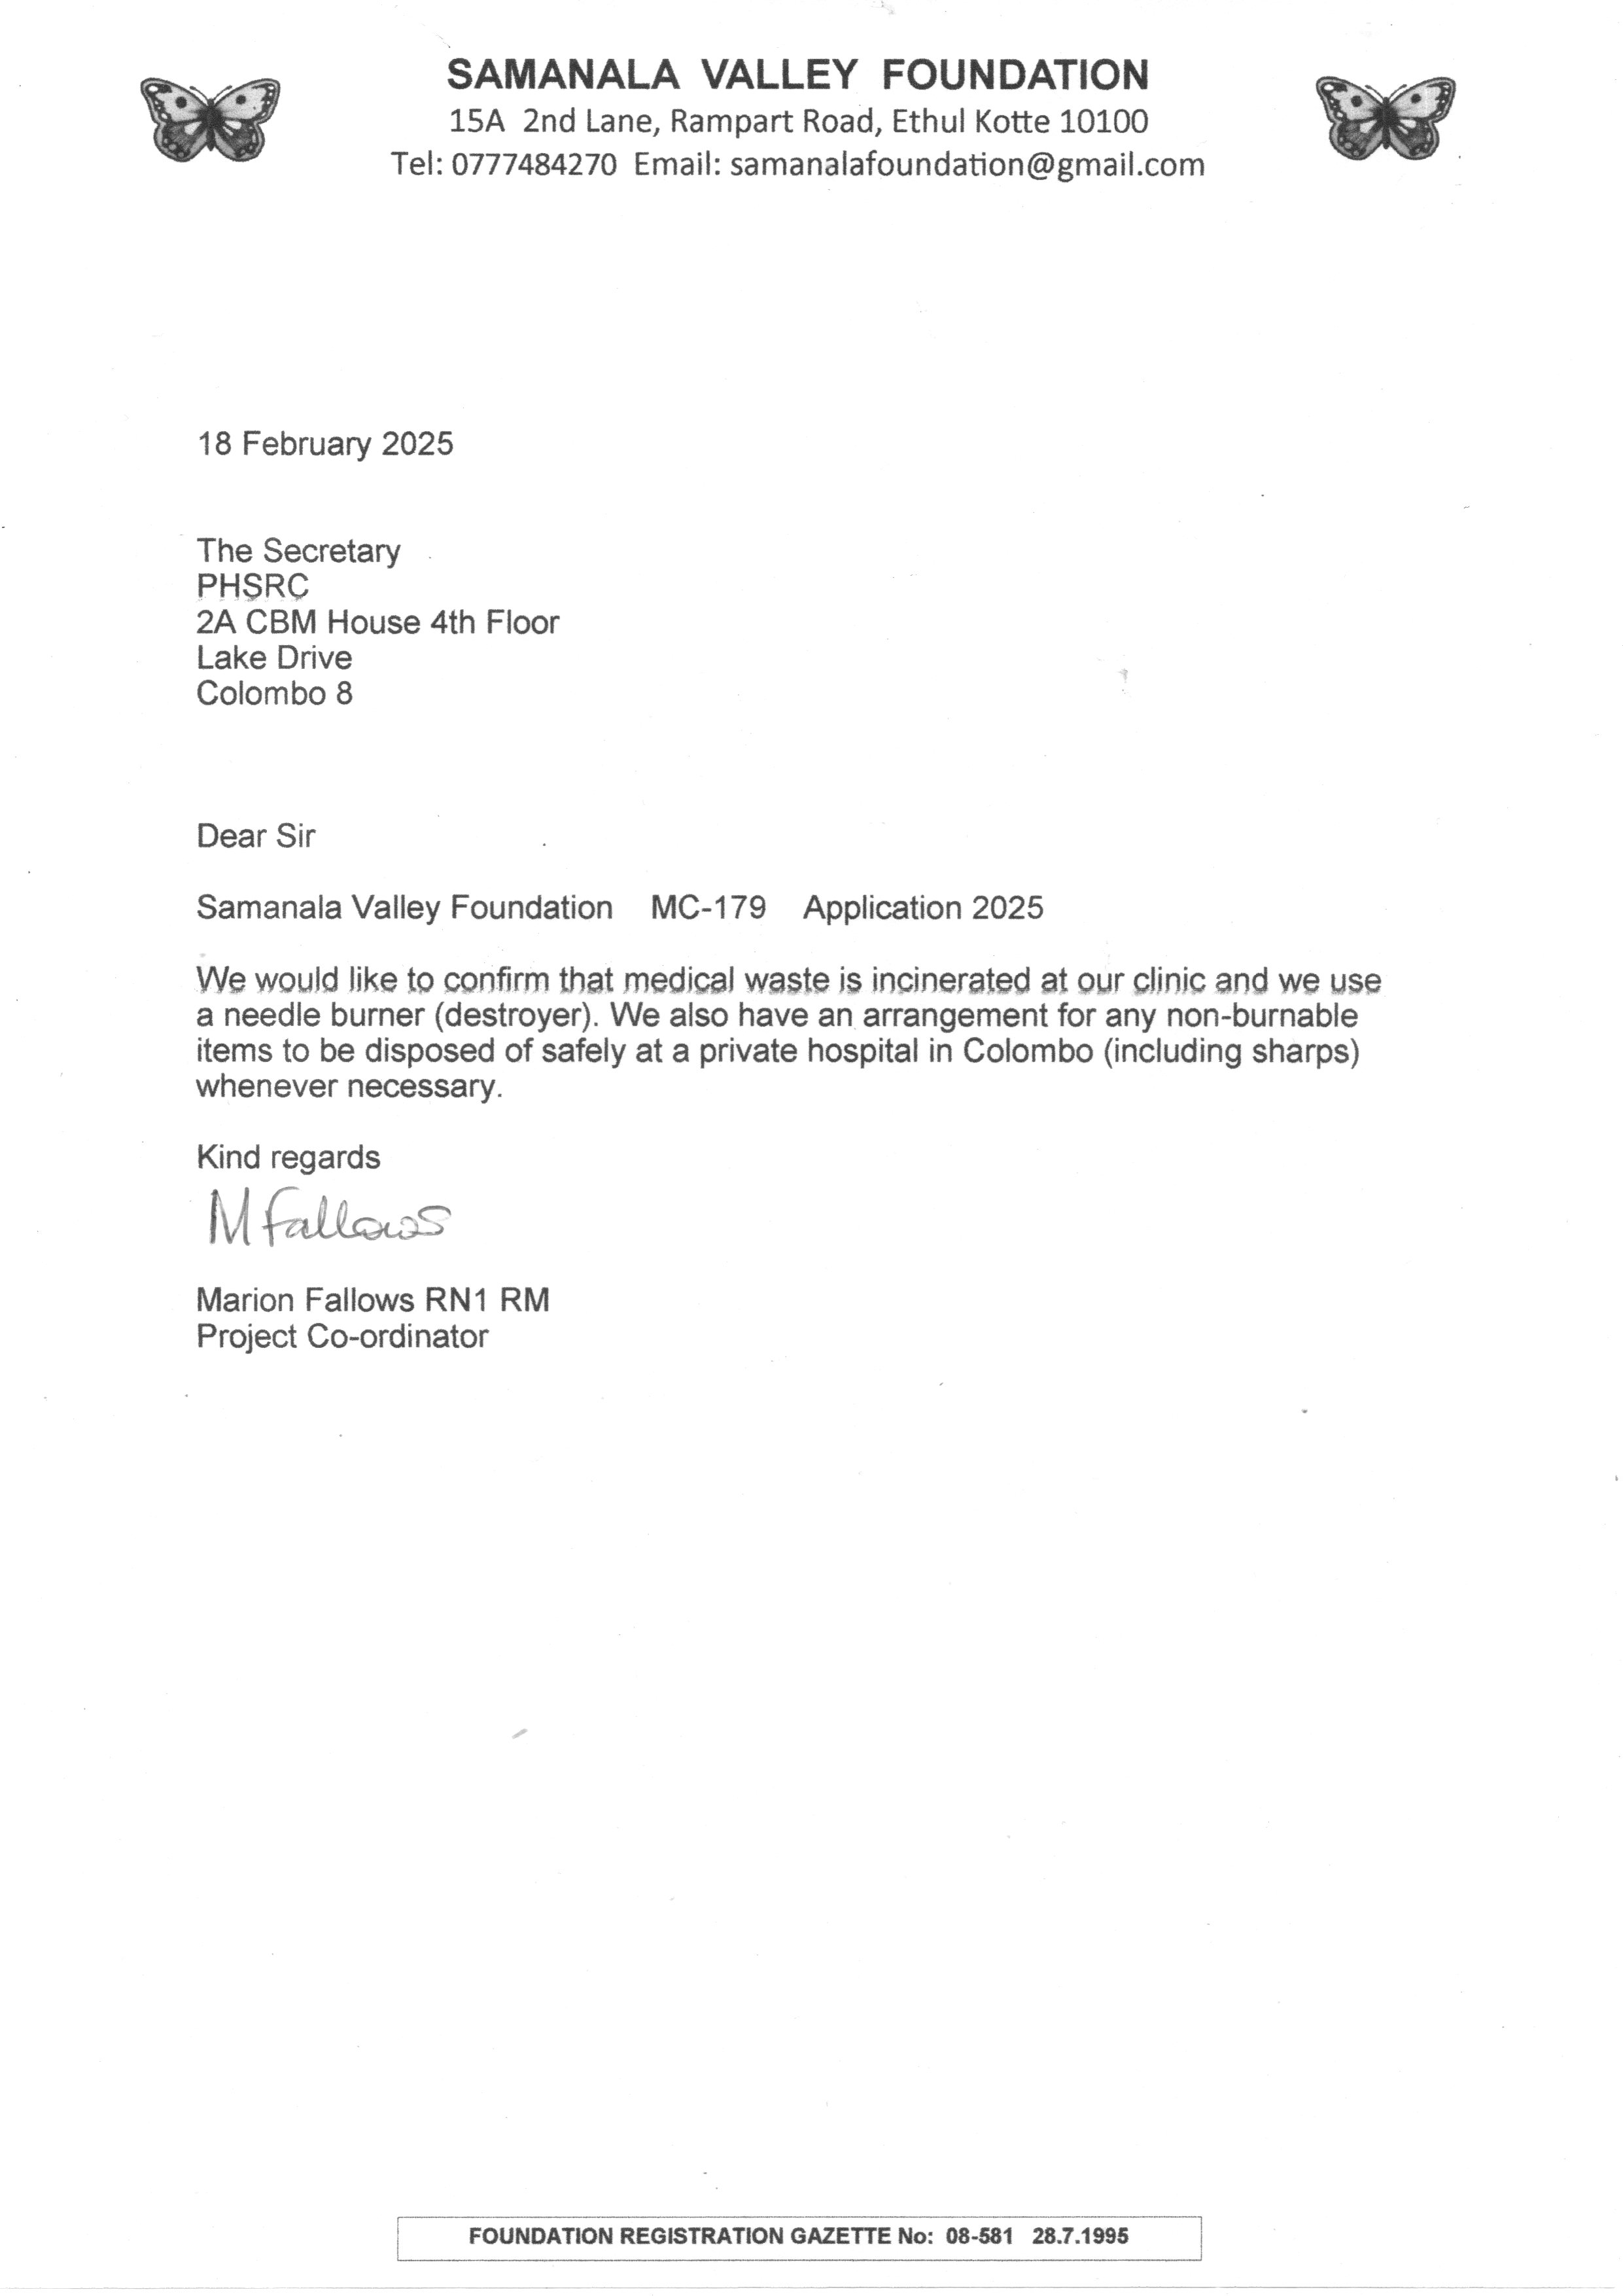 SAMANALA VALLEY FOUNDATION
15A 2nd Lane, Rampart Road, Ethul Kotte 10100
Tel: 0777484270 Email: samanalafoundation@gmail.com
18 February 2025
The Secretary
PHSRC
2A CBM House 4th Floor
Lake Drive
Colombo 8
Dear Sir
Samanala Valley Foundation MC-179 Application 2025
We would like to confirm that medical waste is incinerated at our clinic and we use
a needle burner (destroyer). We also have an arrangement for any non-burnable
items to be disposed of safely at a private hospital in Colombo (including sharps)
whenever necessary.
Kind regards
M Fallows
Marion Fallows RN1 RM
Project Co-ordinator
FOUNDATION REGISTRATION GAZETTE No: 08-581 28.7.1995